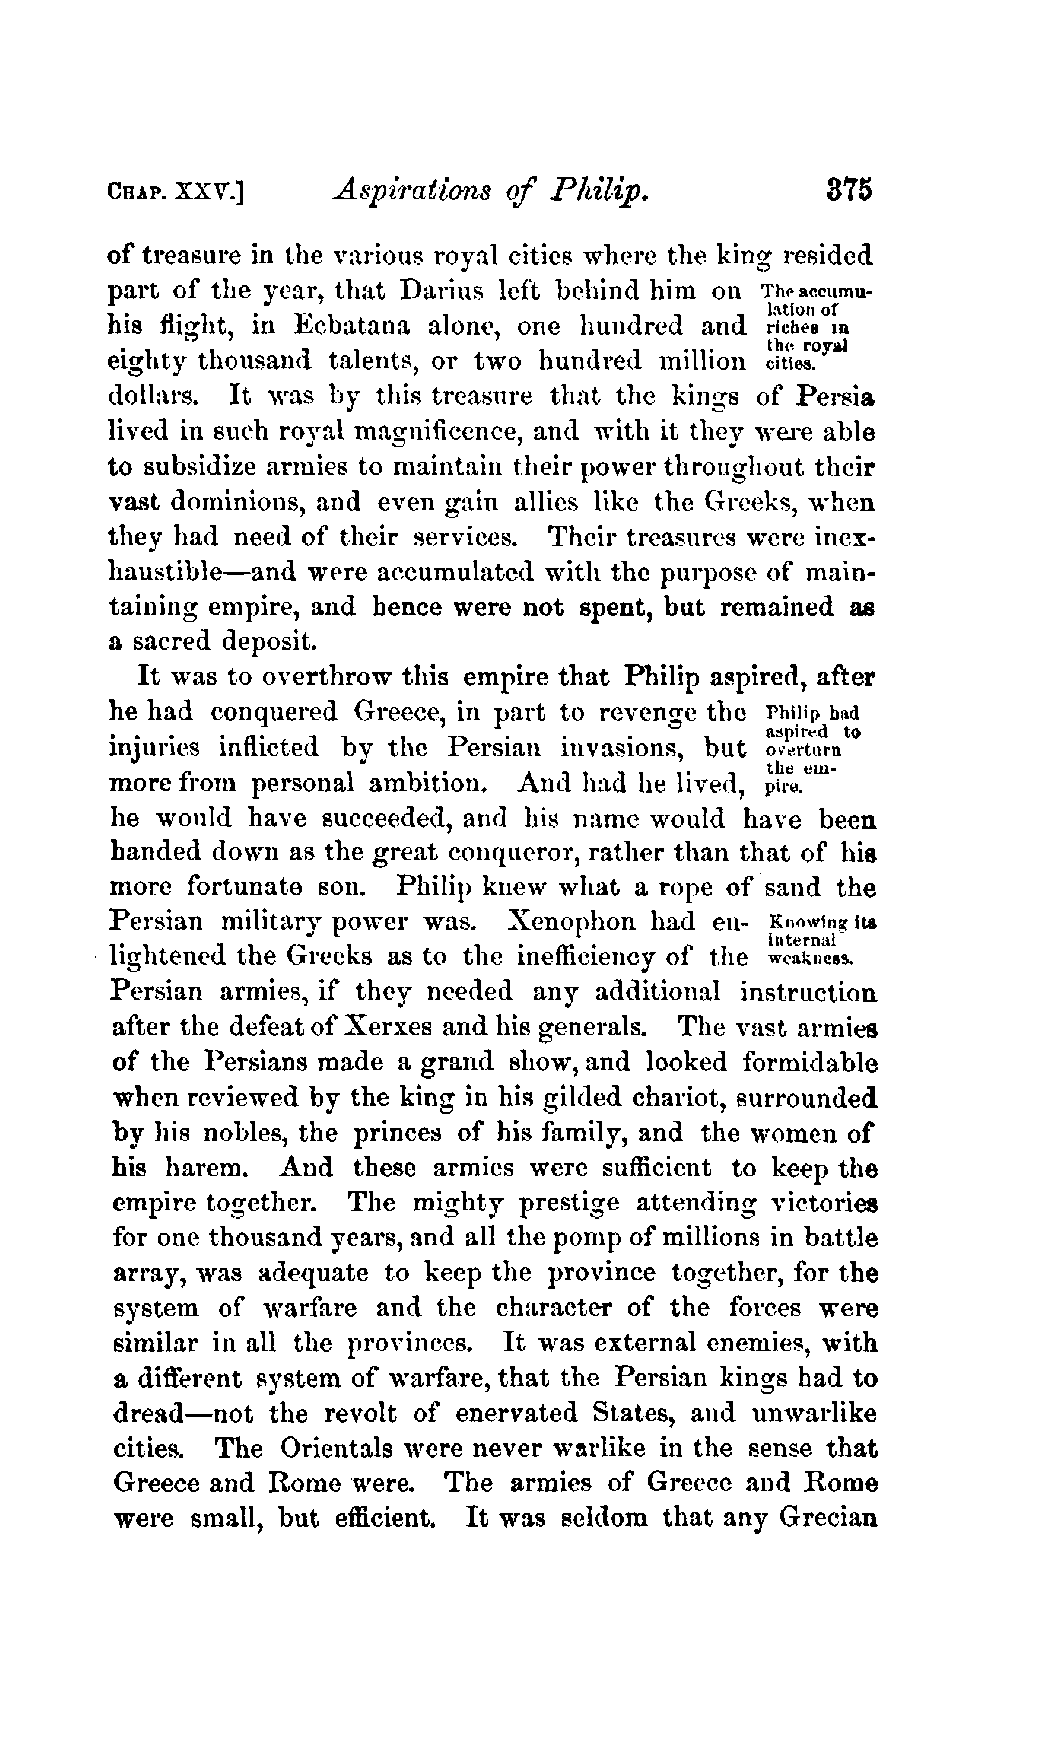 CHAP. XXV.] Aspirations of Philip. 375
of treasure in the various royal cities where the king resided
part of the year, that Darius left behind him on
his flight, in Ecbatana alone, one hundred and
eighty thousand talents, or two hundred million
The accumu-
lation of
riches in
the royal
cities.
dollars. It was by this treasure that the kings of Persia
lived in such royal magnificence, and with it they were able
to subsidize armies to maintain their power throughout their
vast dominions, and even gain allies like the Greeks, when
they had need of their services. Their treasures were inex-
haustible—and were accumulated with the purpose of main-
taining empire, and hence were not spent, but remained as
a sacred deposit.
It was to overthrow this empire that Philip aspired, after
he had conquered Greece, in part to revenge the
injuries inflicted by the Persian invasions, but
more from personal ambition. And had he lived,
Philip had
aspired to
overturn
the em-
pire.
he would have succeeded, and his name would have been
handed down as the great conqueror, rather than that of his
more fortunate son. Philip knew what a rope of sand the
Persian military power was. Xenophon had en-
lightened the Greeks as to the inefficiency of the
Knowing its
internal
weakness.
Persian armies, if they needed any additional instruction
after the defeat of Xerxes and his generals. The vast armies
of the Persians made a grand show, and looked formidable
when reviewed by the king in his gilded chariot, surrounded
by his nobles, the princes of his family, and the women of
his harem. And these armies were sufficient to keep the
empire together. The mighty prestige attending victories
for one thousand years, and all the pomp of millions in battle
array, was adequate to keep the province together, for the
system of warfare and the character of the forces were
similar in all the provinces. It was external enemies, with
a different system of warfare, that the Persian kings had to
dread—not the revolt of enervated States, and unwarlike
cities. The Orientals were never warlike in the sense that
Greece and Rome were. The armies of Greece and Rome
were small, but efficient. It was seldom that any Grecian